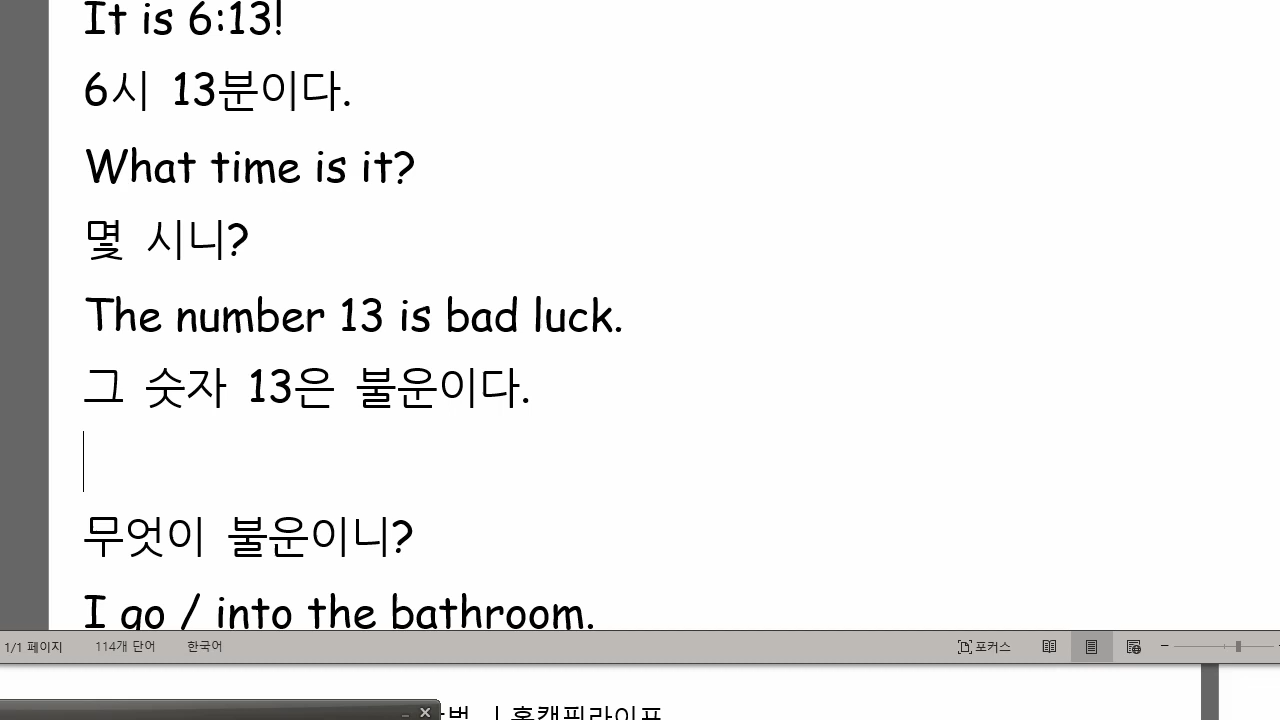 It is 6:13!
6시 13분이다.
What time is it?
몇 시니?
The number 13 is bad luck.
그 숫자 13은 불운이다.
무엇이 불운이니?
I go / into the bathroom.
1/1 페이지 114개 단어 한국어 포커스